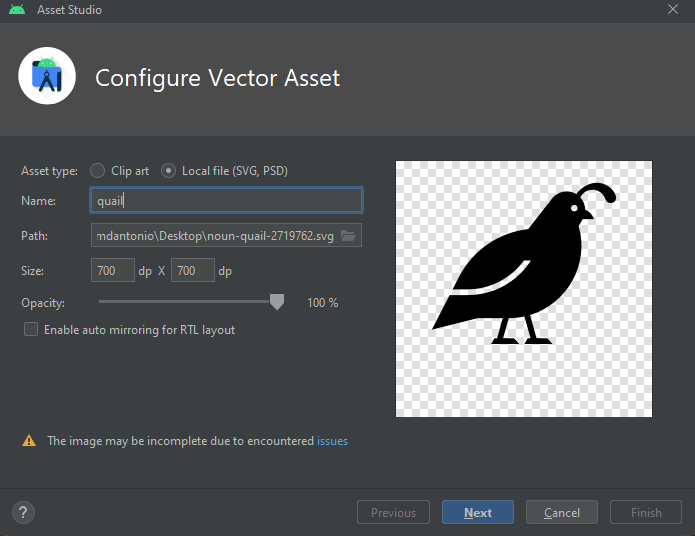 Asset Studio
Configure Vector Asset
Asset type: Clip art Local file (SVG, PSD)
Name: quail
Path: mdantonio\Desktop\noun-quail-2719762.svg
Size: 700 dp X 700 dp
Opacity: 100 %
Enable auto mirroring for RTL layout
The image may be incomplete due to encountered issues
? Previous Next Cancel Finish